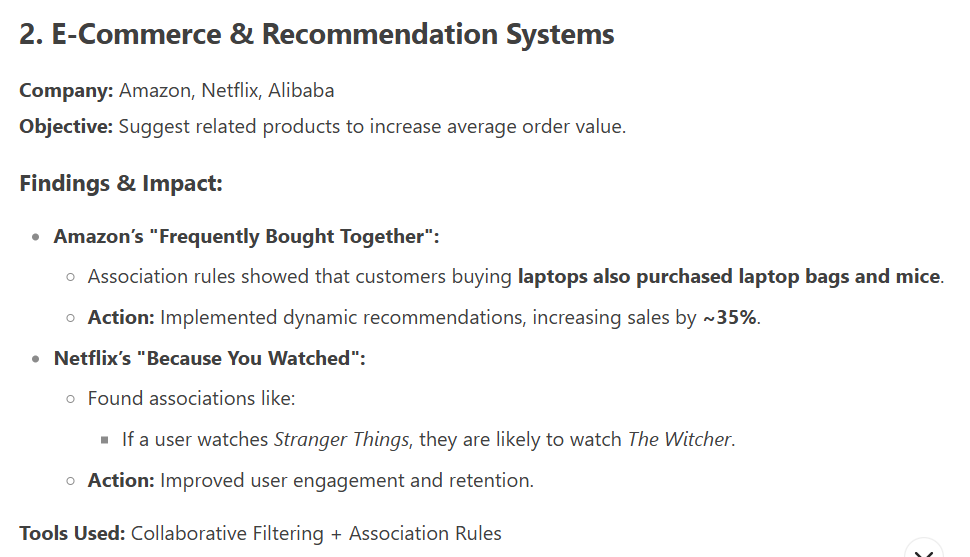 2. E-Commerce & Recommendation Systems
Company: Amazon, Netflix, Alibaba
Objective: Suggest related products to increase average order value.
Findings & Impact:
Amazon’s "Frequently Bought Together":
Association rules showed that customers buying laptops also purchased laptop bags and mice.
Action: Implemented dynamic recommendations, increasing sales by ~35%.
Netflix’s "Because You Watched":
Found associations like:
If a user watches Stranger Things, they are likely to watch The Witcher.
Action: Improved user engagement and retention.
Tools Used: Collaborative Filtering + Association Rules